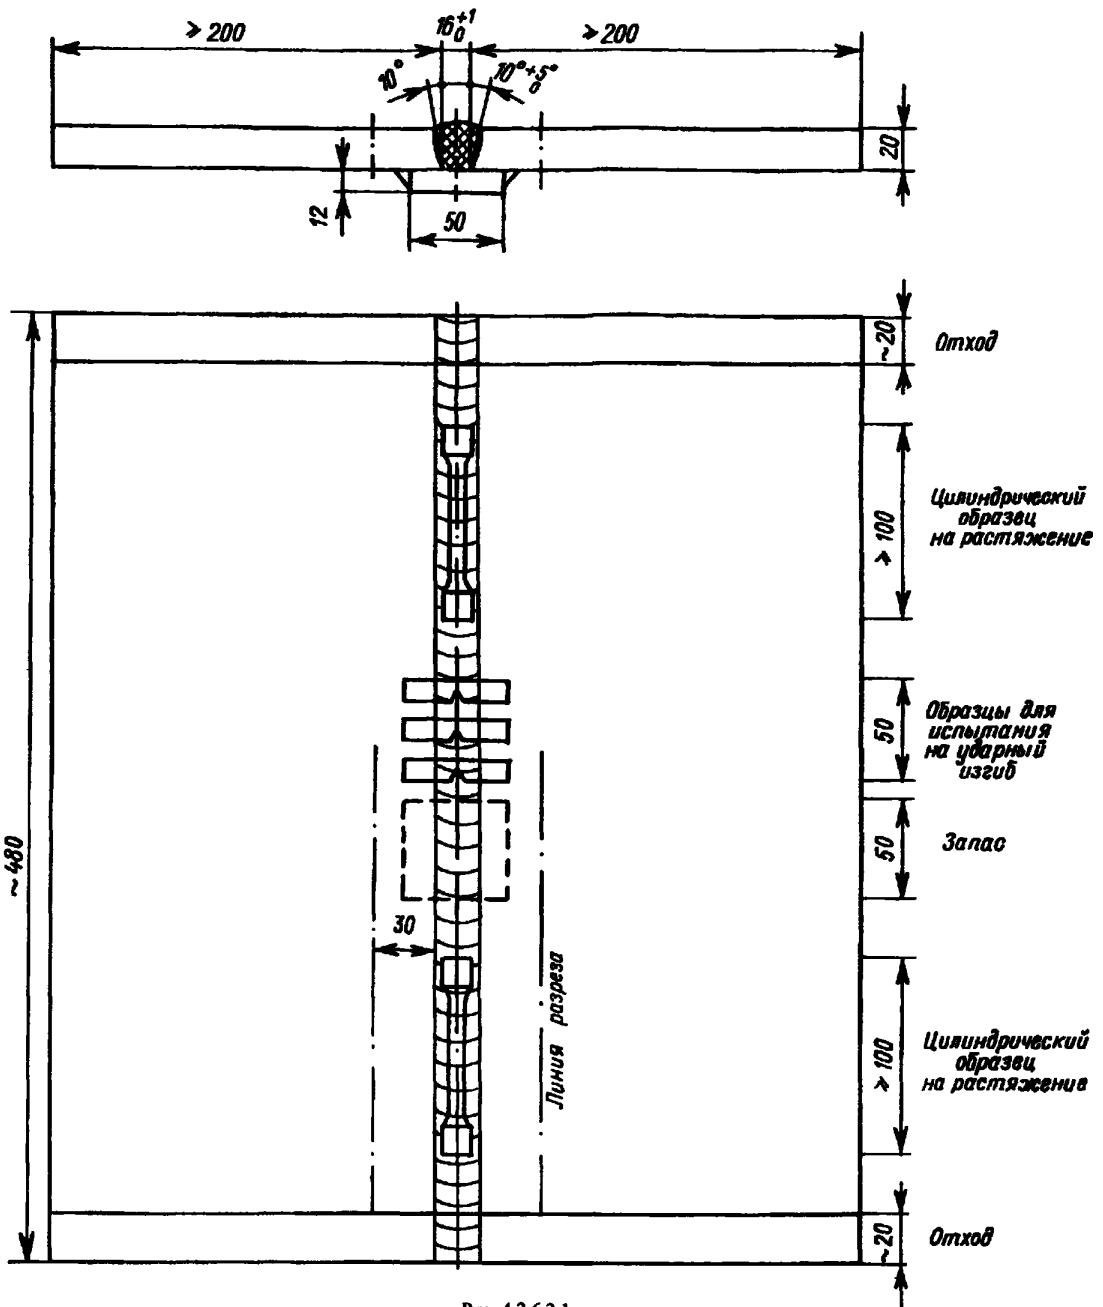 ⩾ 200
16 +1 0
⩾ 200
10°
10°+5° 0
20
12
50
~20
Отход
⩾ 100
Цилиндрический
образец
на растяжение
50
Образцы для
испытания
на ударный
изгиб
50
Запас
~480
30
Линия разреза
⩾ 100
Цилиндрический
образец
на растяжение
~20
Отход